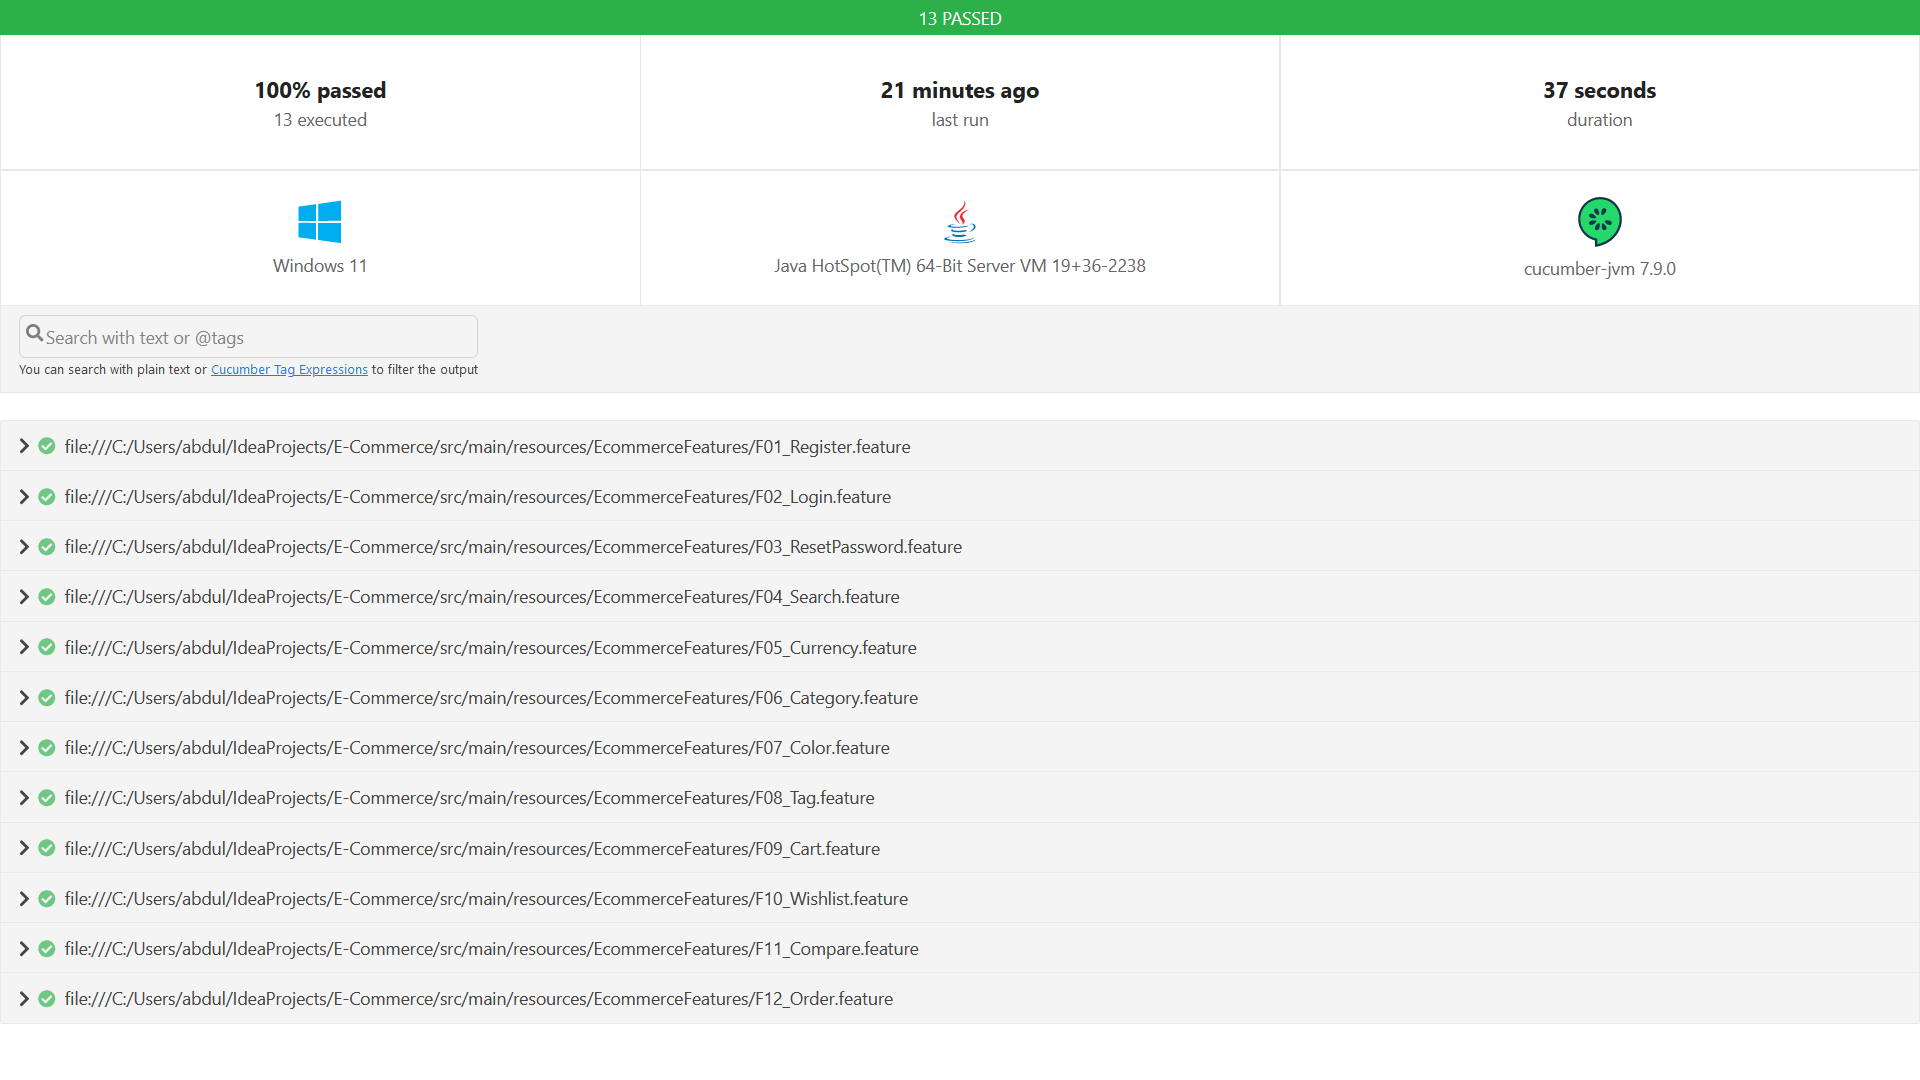 13 PASSED
100% passed
13 executed
21 minutes ago
last run
37 seconds
duration
Windows 11
Java HotSpot(TM) 64-Bit Server VM 19+36-2238
cucumber-jvm 7.9.0
Search with text or @tags
You can search with plain text or Cucumber Tag Expressions to filter the output
file:///C:/Users/abdul/IdeaProjects/E-Commerce/src/main/resources/EcommerceFeatures/F01_Register.feature
file:///C:/Users/abdul/IdeaProjects/E-Commerce/src/main/resources/EcommerceFeatures/F02_Login.feature
file:///C:/Users/abdul/IdeaProjects/E-Commerce/src/main/resources/EcommerceFeatures/F03_ResetPassword.feature
file:///C:/Users/abdul/IdeaProjects/E-Commerce/src/main/resources/EcommerceFeatures/F04_Search.feature
file:///C:/Users/abdul/IdeaProjects/E-Commerce/src/main/resources/EcommerceFeatures/F05_Currency.feature
file:///C:/Users/abdul/IdeaProjects/E-Commerce/src/main/resources/EcommerceFeatures/F06_Category.feature
file:///C:/Users/abdul/IdeaProjects/E-Commerce/src/main/resources/EcommerceFeatures/F07_Color.feature
file:///C:/Users/abdul/IdeaProjects/E-Commerce/src/main/resources/EcommerceFeatures/F08_Tag.feature
file:///C:/Users/abdul/IdeaProjects/E-Commerce/src/main/resources/EcommerceFeatures/F09_Cart.feature
file:///C:/Users/abdul/IdeaProjects/E-Commerce/src/main/resources/EcommerceFeatures/F10_Wishlist.feature
file:///C:/Users/abdul/IdeaProjects/E-Commerce/src/main/resources/EcommerceFeatures/F11_Compare.feature
file:///C:/Users/abdul/IdeaProjects/E-Commerce/src/main/resources/EcommerceFeatures/F12_Order.feature